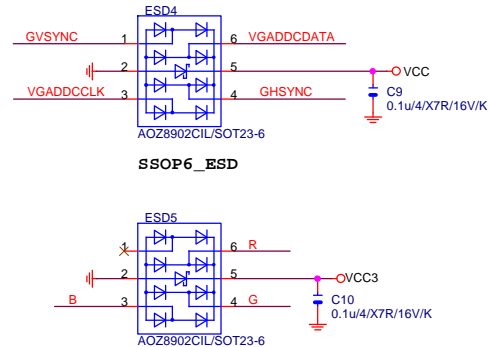 ESD4
GVSYNC 1 6 VGADDCDATA
2 5 VCC
VGADDCCLK 3 4 GHSYNC
C9
0.1u/4/X7R/16V/K
AOZ8902CIL/SOT23-6
SSOP6_ESD
ESD5
1 6 R
2 5 VCC3
B 3 4 G
C10
0.1u/4/X7R/16V/K
AOZ8902CIL/SOT23-6